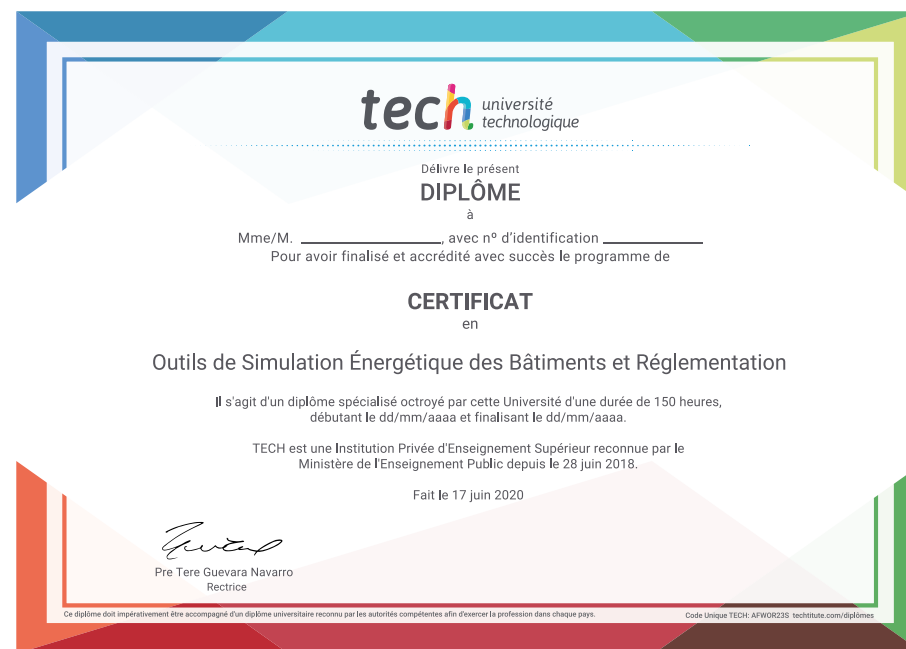 tech université
technologique
Délivre le présent
DIPLÔME
à
Mme/M. ____________________, avec nº d'identification ______________
Pour avoir finalisé et accrédité avec succès le programme de
CERTIFICAT
en
Outils de Simulation Énergétique des Bâtiments et Réglementation
Il s'agit d'un diplôme spécialisé octroyé par cette Université d'une durée de 150 heures,
débutant le dd/mm/aaaa et finalisant le dd/mm/aaaa.
TECH est une Institution Privée d'Enseignement Supérieur reconnue par le
Ministère de l'Enseignement Public depuis le 28 juin 2018.
Fait le 17 juin 2020
Pre Tere Guevara Navarro
Rectrice
Ce diplôme doit impérativement être accompagné d'un diplôme universitaire reconnu par les autorités compétentes afin d'exercer la profession dans chaque pays.
Code Unique TECH: AFWOR23S techtitute.com/diplômes